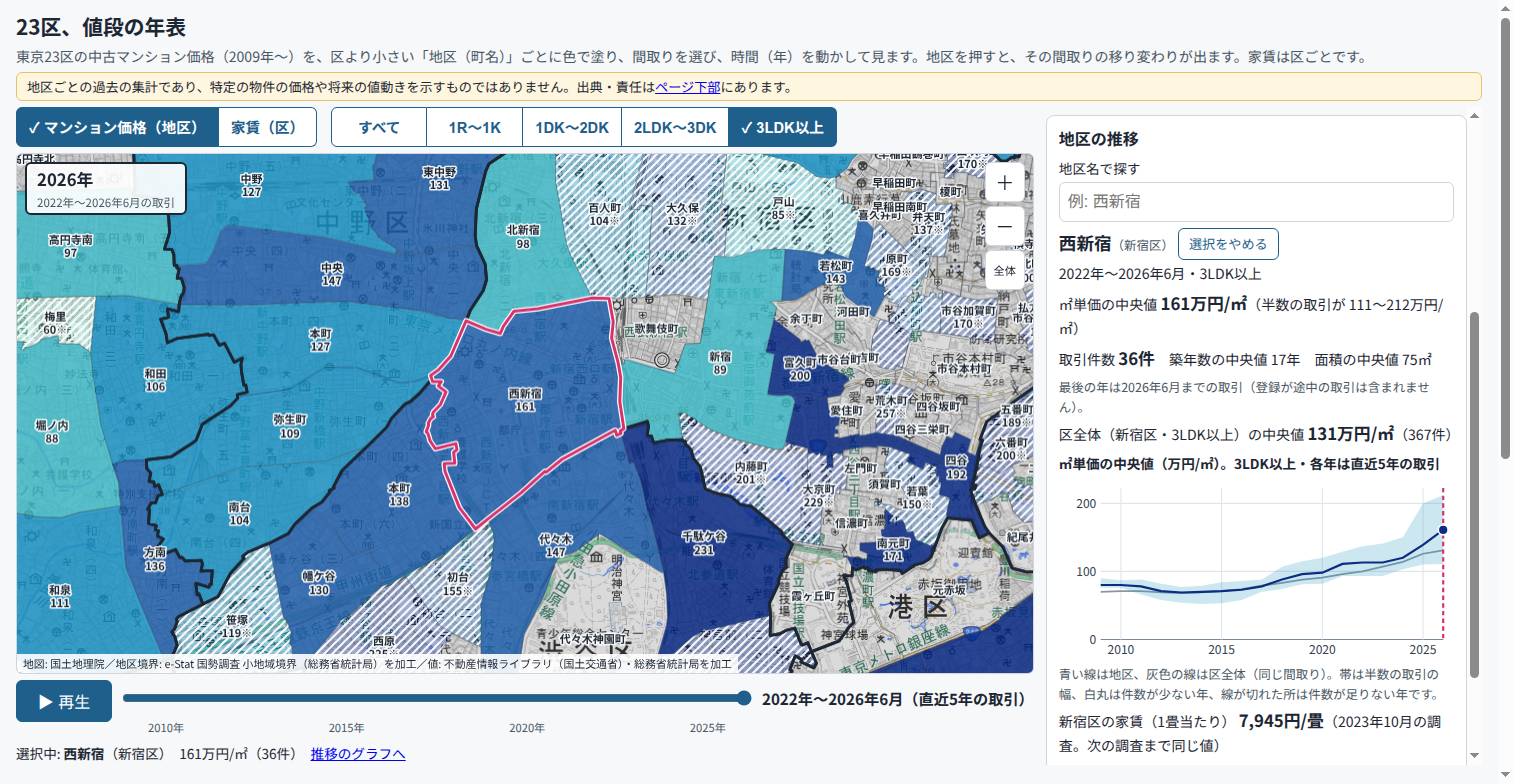 23区、値段の年表
東京23区の中古マンション価格（2009年〜）を、区より小さい「地区（町名）」ごとに色で塗り、間取りを選び、時間（年）を動かして見ます。地区を押すと、その間取りの移り変わりが出ます。家賃は区ごとです。
地区ごとの過去の集計であり、特定の物件の価格や将来の値動きを示すものではありません。出典・責任はページ下部にあります。
✓ マンション価格（地区） 家賃（区） すべて 1R〜1K 1DK〜2DK 2LDK〜3DK ✓ 3LDK以上
2026年
2022年〜2026年6月の取引
中野
127
東中野
131
中野区
北新宿
98
百人町
104※
大久保
132※
戸山
85※
早稲田町
早稲田南町
喜久井町
弁天町
137※
榎町
170※
＋
−
全体
高円寺南
97
中央
147
若松町
143
原町
169※
梅里
60※
本町
127
歌舞伎町
余丁町
河田町
市谷加賀町
170※
和田
106
西新宿
161
新宿
89
富久町
200
市谷台町
市谷本村町
堀ノ内
88
弥生町
109
愛住町
荒木町
257※
四谷坂町
四谷三栄町
五番町
189※
六番町
200※
本町
138
内藤町
201※
左門町
須賀町
四谷
192
大京町
229※
若葉
150※
信濃町
南台
104
方南
136
代々木
147
千駄ケ谷
231
南元町
171
和泉
111
幡ケ谷
130
初台
155※
霞ヶ丘町
元赤坂
港区
笹塚
119※
西原
代々木神園町
地図: 国土地理院／地区境界: e-Stat 国勢調査 小地域境界（総務省統計局）を加工／値: 不動産情報ライブラリ（国土交通省）・総務省統計局を加工
▶ 再生
2022年〜2026年6月（直近5年の取引）
2010年 2015年 2020年 2025年
選択中: 西新宿（新宿区） 161万円/㎡（36件） 推移のグラフへ
地区の推移
地区名で探す
例: 西新宿
西新宿（新宿区） 選択をやめる
2022年〜2026年6月・3LDK以上
㎡単価の中央値 161万円/㎡（半数の取引が 111〜212万円/
㎡）
取引件数 36件 築年数の中央値 17年 面積の中央値 75㎡
最後の年は2026年6月までの取引（登録が途中の取引は含まれませ
ん）。
区全体（新宿区・3LDK以上）の中央値 131万円/㎡（367件）
㎡単価の中央値（万円/㎡）。3LDK以上・各年は直近5年の取引
200
100
0
2010 2015 2020 2025
青い線は地区、灰色の線は区全体（同じ間取り）。帯は半数の取引の
幅、白丸は件数が少ない年、線が切れた所は件数が足りない年です。
新宿区の家賃（1畳当たり） 7,945円/畳（2023年10月の調
査。次の調査まで同じ値）